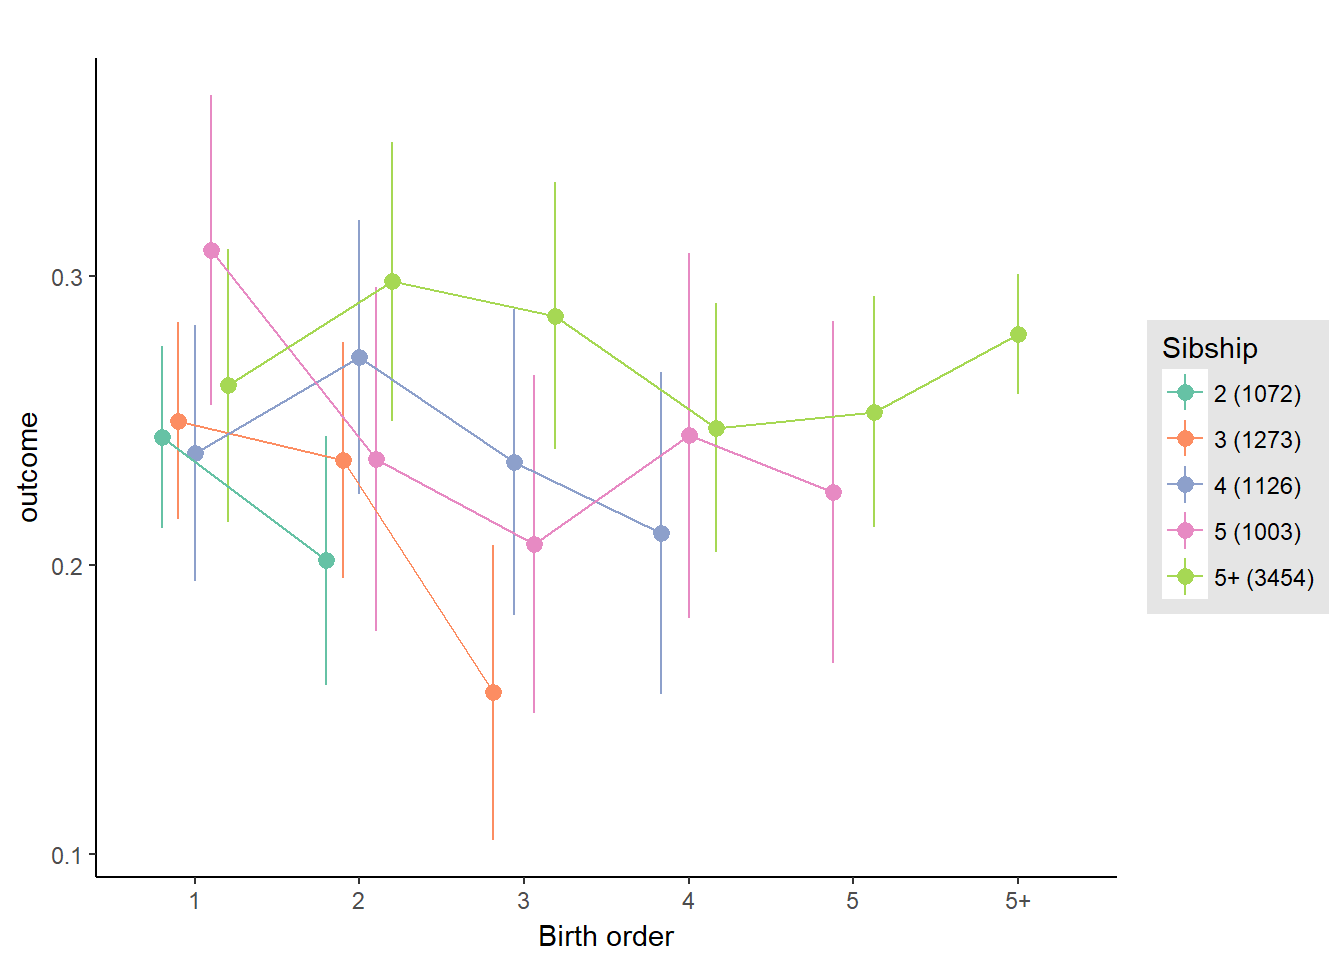 outcome
0.3
0.2
0.1
1 2 3 4 5 5+
Birth order
Sibship
2 (1072)
3 (1273)
4 (1126)
5 (1003)
5+ (3454)